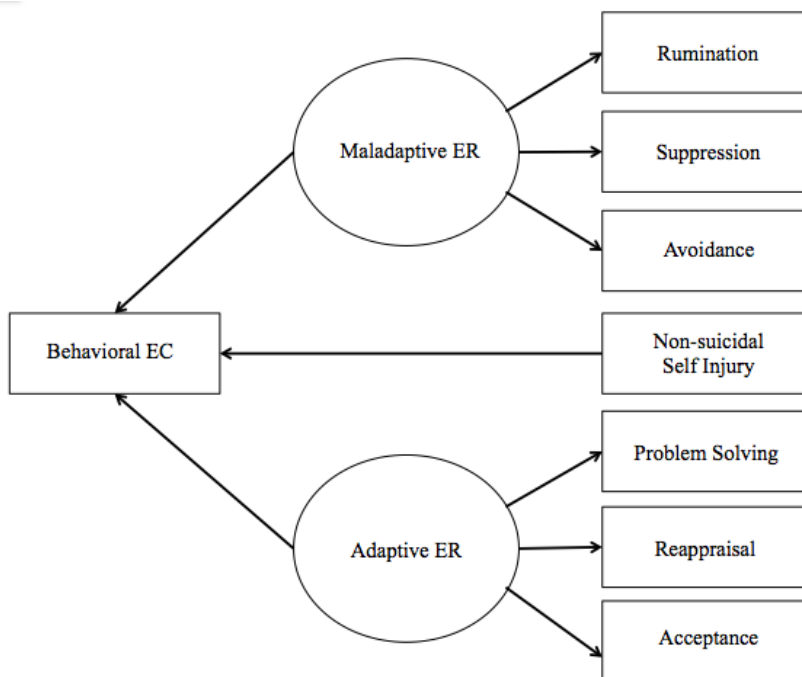 Rumination
Maladaptive ER
Suppression
Avoidance
Behavioral EC
Non-suicidal
Self Injury
Problem Solving
Adaptive ER
Reappraisal
Acceptance